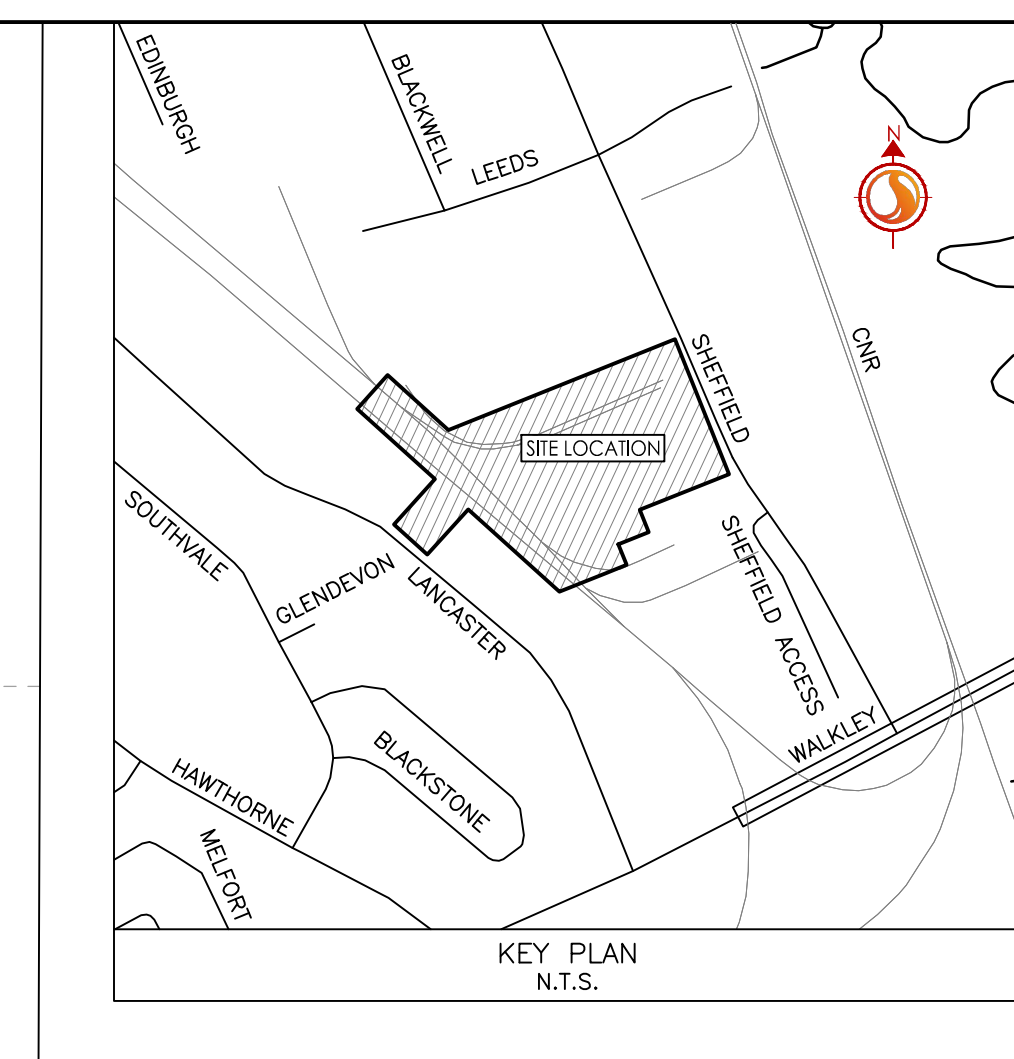 EDINBURGH
BLACKWELL
LEEDS
N
CNR
SHEFFIELD
SITE LOCATION
SOUTHVALE
GLENDEVON
LANCASTER
SHEFFIELD ACCESS
WALKLEY
BLACKSTONE
HAWTHORNE
MELFORT
KEY PLAN
N.T.S.